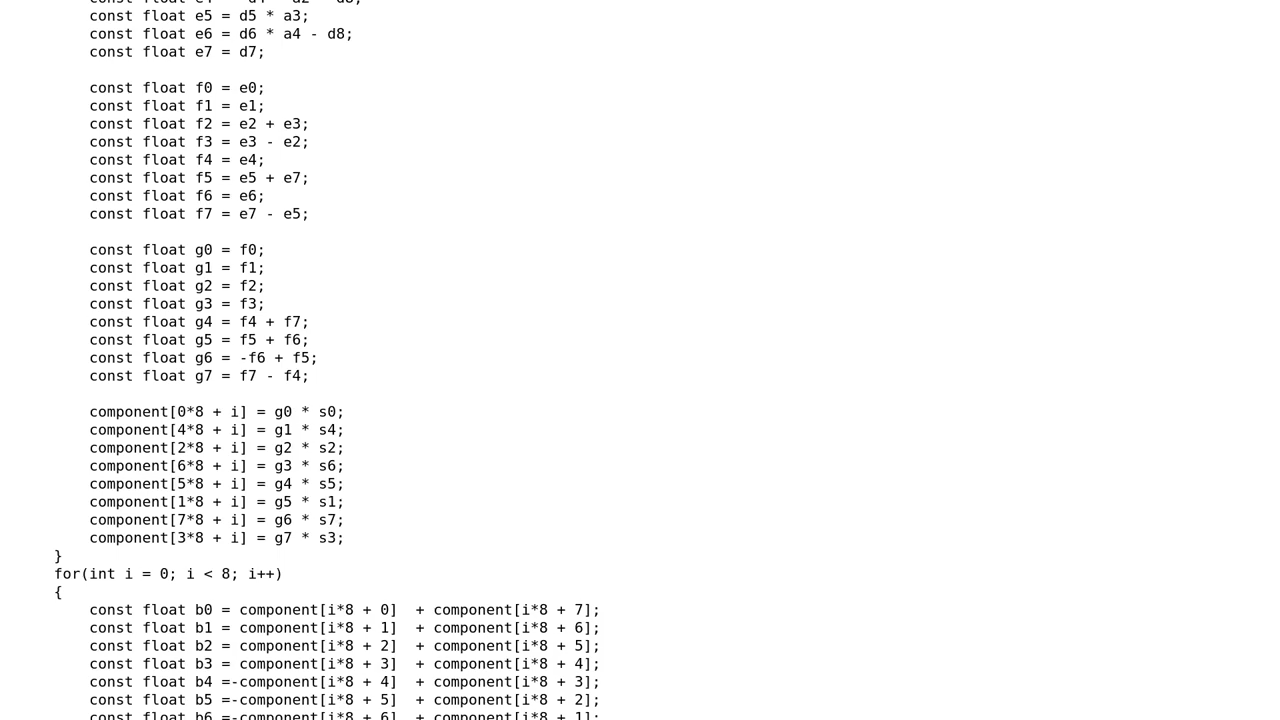 const float e5 = d5 * a3;
const float e6 = d6 * a4 - d8;
const float e7 = d7;

const float f0 = e0;
const float f1 = e1;
const float f2 = e2 + e3;
const float f3 = e3 - e2;
const float f4 = e4;
const float f5 = e5 + e7;
const float f6 = e6;
const float f7 = e7 - e5;

const float g0 = f0;
const float g1 = f1;
const float g2 = f2;
const float g3 = f3;
const float g4 = f4 + f7;
const float g5 = f5 + f6;
const float g6 = -f6 + f5;
const float g7 = f7 - f4;

component[0*8 + i] = g0 * s0;
component[4*8 + i] = g1 * s4;
component[2*8 + i] = g2 * s2;
component[6*8 + i] = g3 * s6;
component[5*8 + i] = g4 * s5;
component[1*8 + i] = g5 * s1;
component[7*8 + i] = g6 * s7;
component[3*8 + i] = g7 * s3;
}
for(int i = 0; i < 8; i++)
{
const float b0 = component[i*8 + 0]  + component[i*8 + 7];
const float b1 = component[i*8 + 1]  + component[i*8 + 6];
const float b2 = component[i*8 + 2]  + component[i*8 + 5];
const float b3 = component[i*8 + 3]  + component[i*8 + 4];
const float b4 =-component[i*8 + 4]  + component[i*8 + 3];
const float b5 =-component[i*8 + 5]  + component[i*8 + 2];
const float b6 =-component[i*8 + 6]  + component[i*8 + 1];